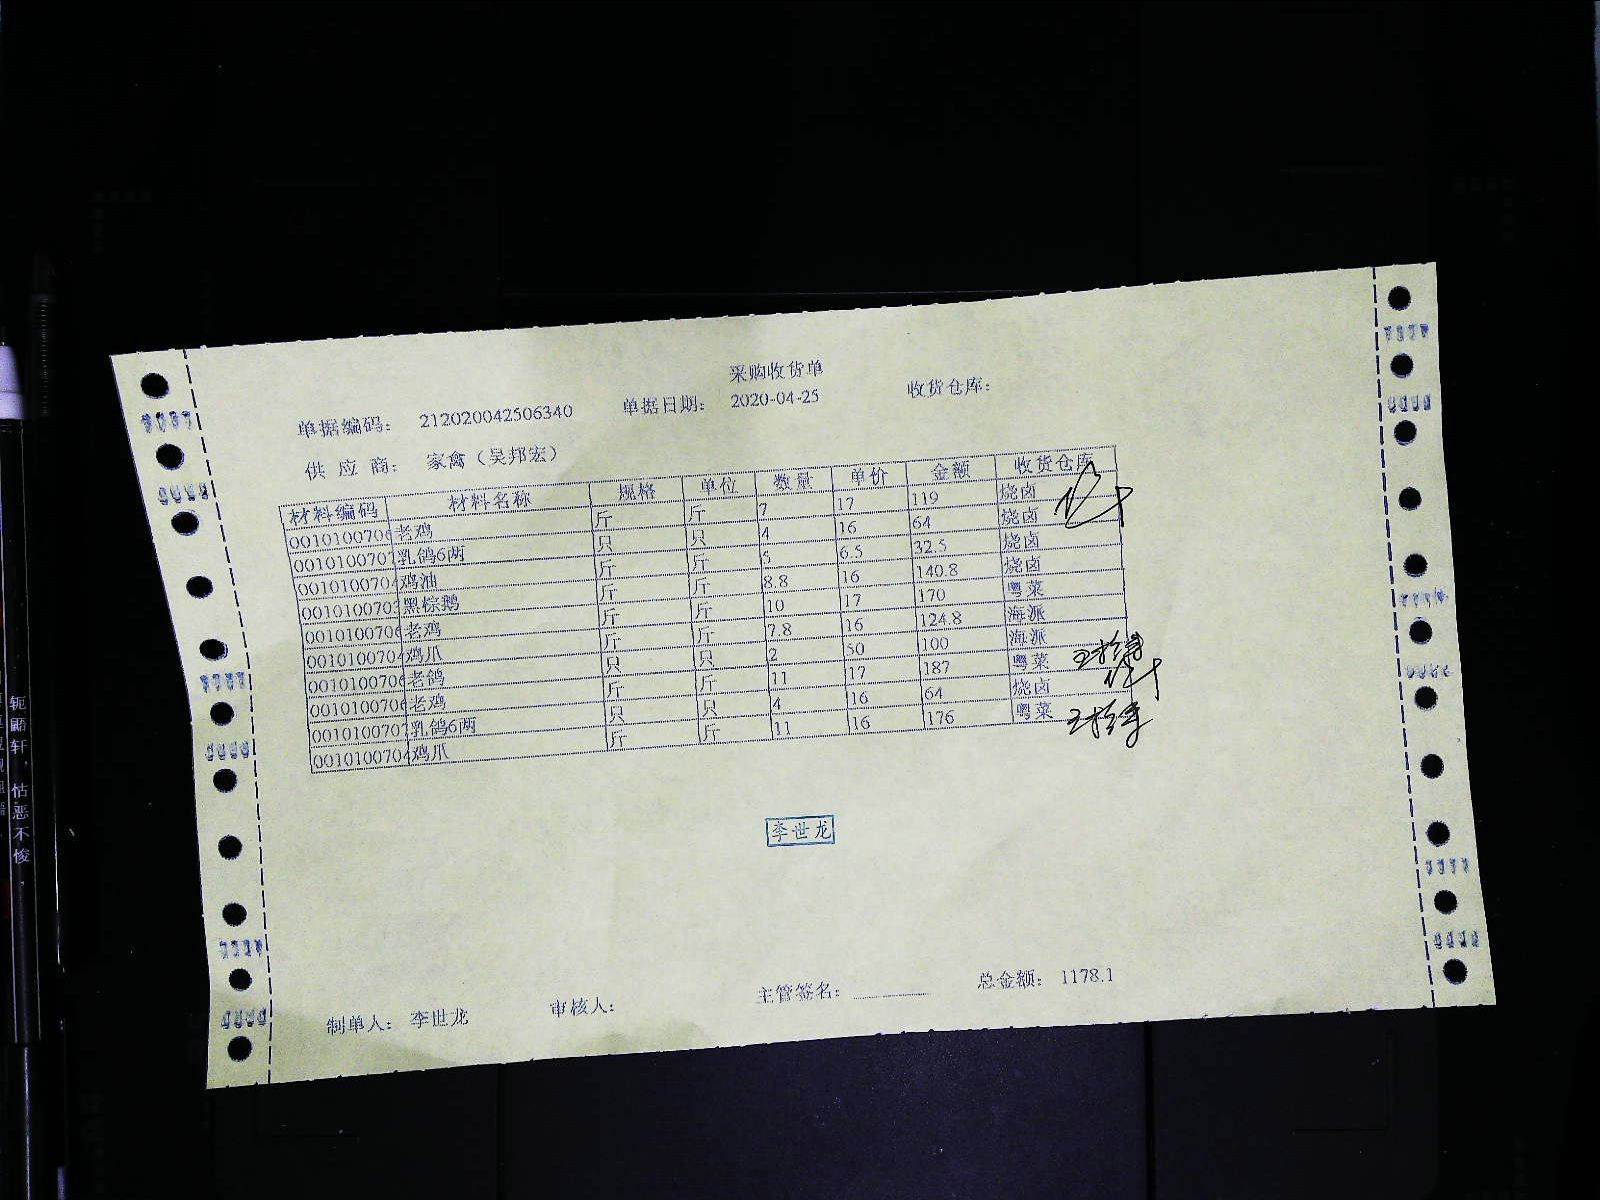 采购收货单
单据编码： 212020042506340 单据日期： 2020-04-25 收货仓库：
供 应 商： 家禽（吴邦宏）
材料编码 材料名称 规格 单位 数量 单价 金额 收货仓库
0010100706 老鸡 斤 斤 7 17 119 烧卤
0010100707 乳鸽6两 只 只 4 16 64 烧卤
0010100704 鸡油 斤 斤 5 6.5 32.5 烧卤
0010100703 黑棕鹅 斤 斤 8.8 16 140.8 烧卤
0010100706 老鸡 斤 斤 10 17 170 粤菜
0010100704 鸡爪 斤 斤 7.8 16 124.8 海派
0010100706 老鸽 只 只 2 50 100 海派
0010100706 老鸡 斤 斤 11 17 187 粤菜
0010100707 乳鸽6两 只 只 4 16 64 烧卤
0010100704 鸡爪 斤 斤 11 16 176 粤菜
李世龙
制单人： 李世龙 审核人： 主管签名： 总金额： 1178.1
轭鼯轩，怙恶不悛，